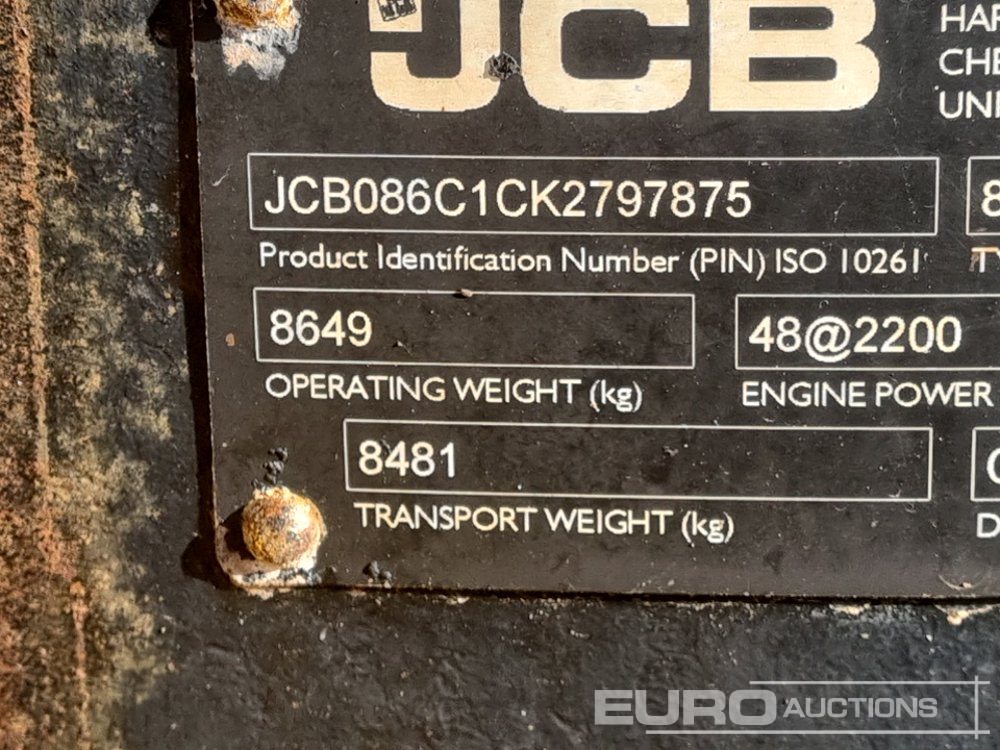 JCB
JCB086C1CK2797875
Product Identification Number (PIN) ISO 10261
8649
48@2200
OPERATING WEIGHT (kg)
ENGINE POWER
8481
TRANSPORT WEIGHT (kg)
EURO AUCTIONS